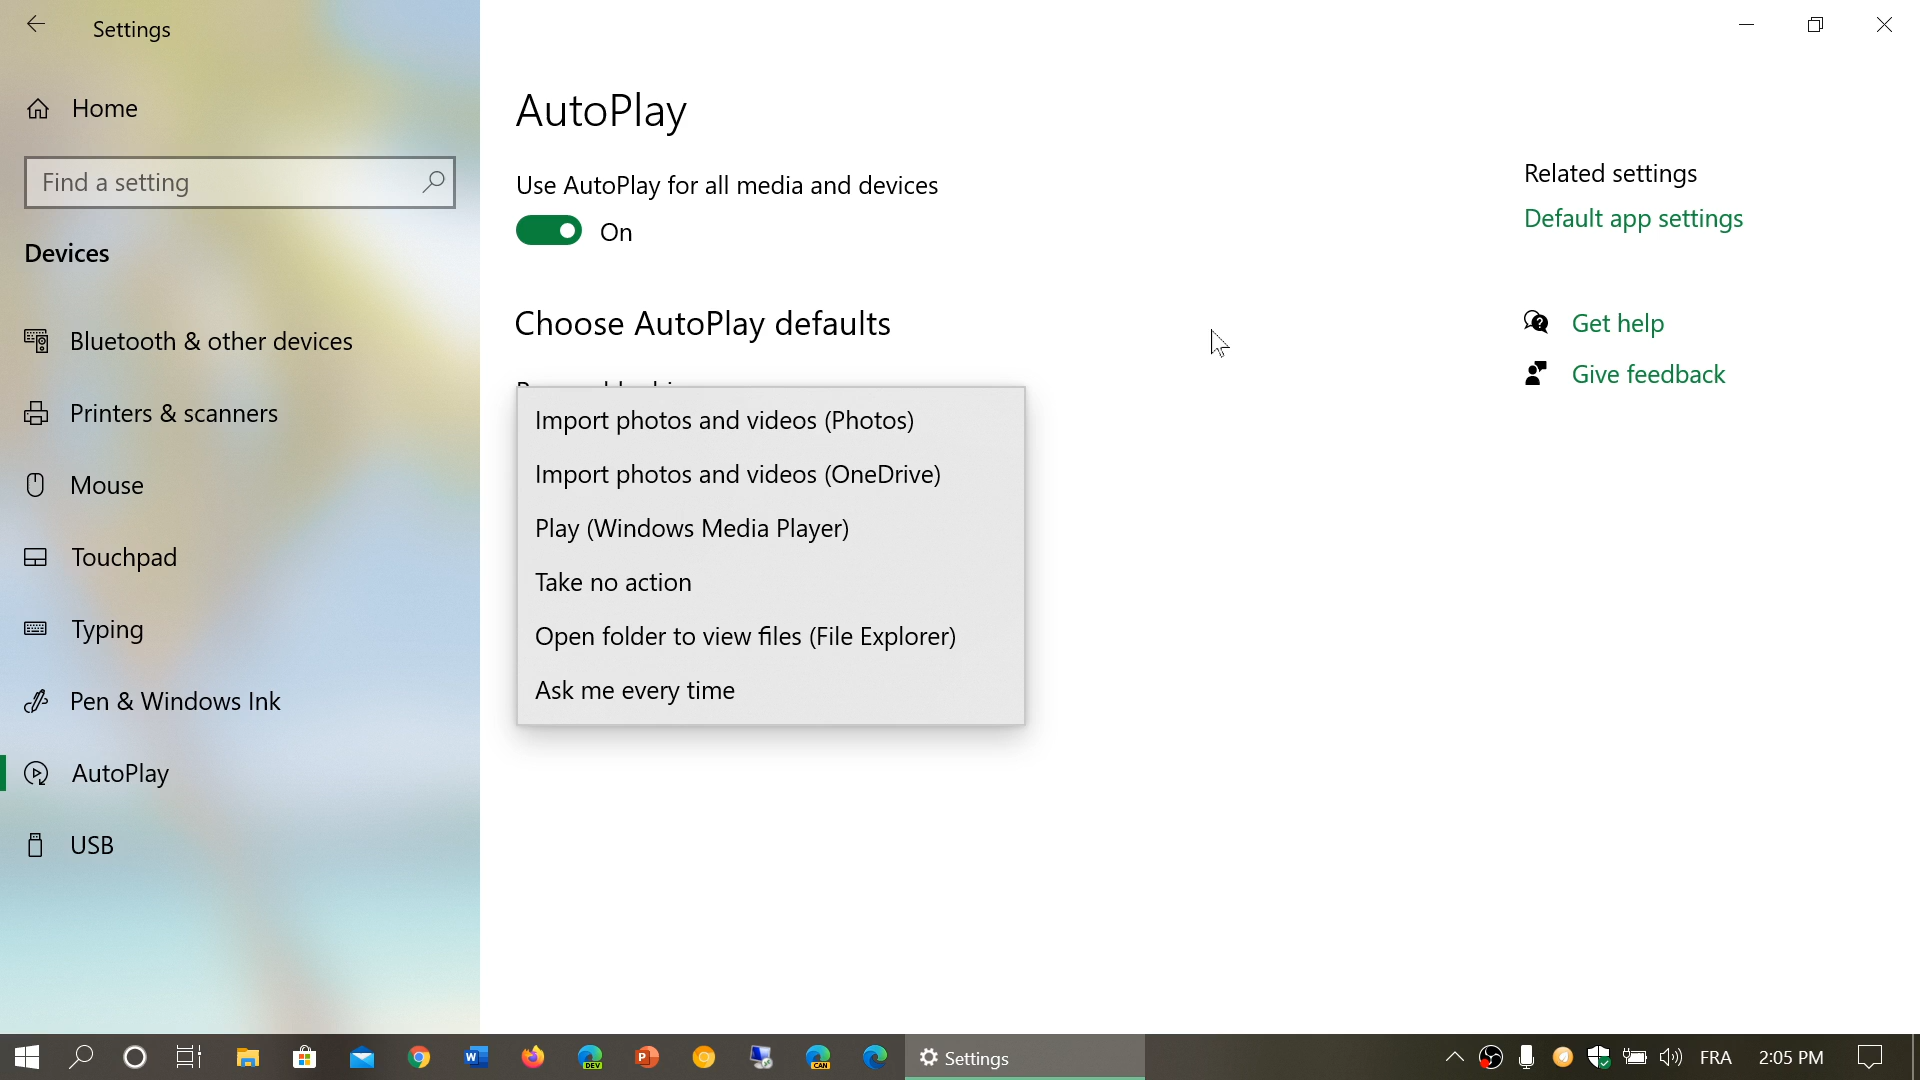 Settings
Home
Find a setting
Devices
Bluetooth & other devices
Printers & scanners
Mouse
Touchpad
Typing
Pen & Windows Ink
AutoPlay
USB
AutoPlay
Use AutoPlay for all media and devices
On
Choose AutoPlay defaults
Import photos and videos (Photos)
Import photos and videos (OneDrive)
Play (Windows Media Player)
Take no action
Open folder to view files (File Explorer)
Ask me every time
Related settings
Default app settings
Get help
Give feedback
DEV
CAN
Settings
FRA
2:05 PM